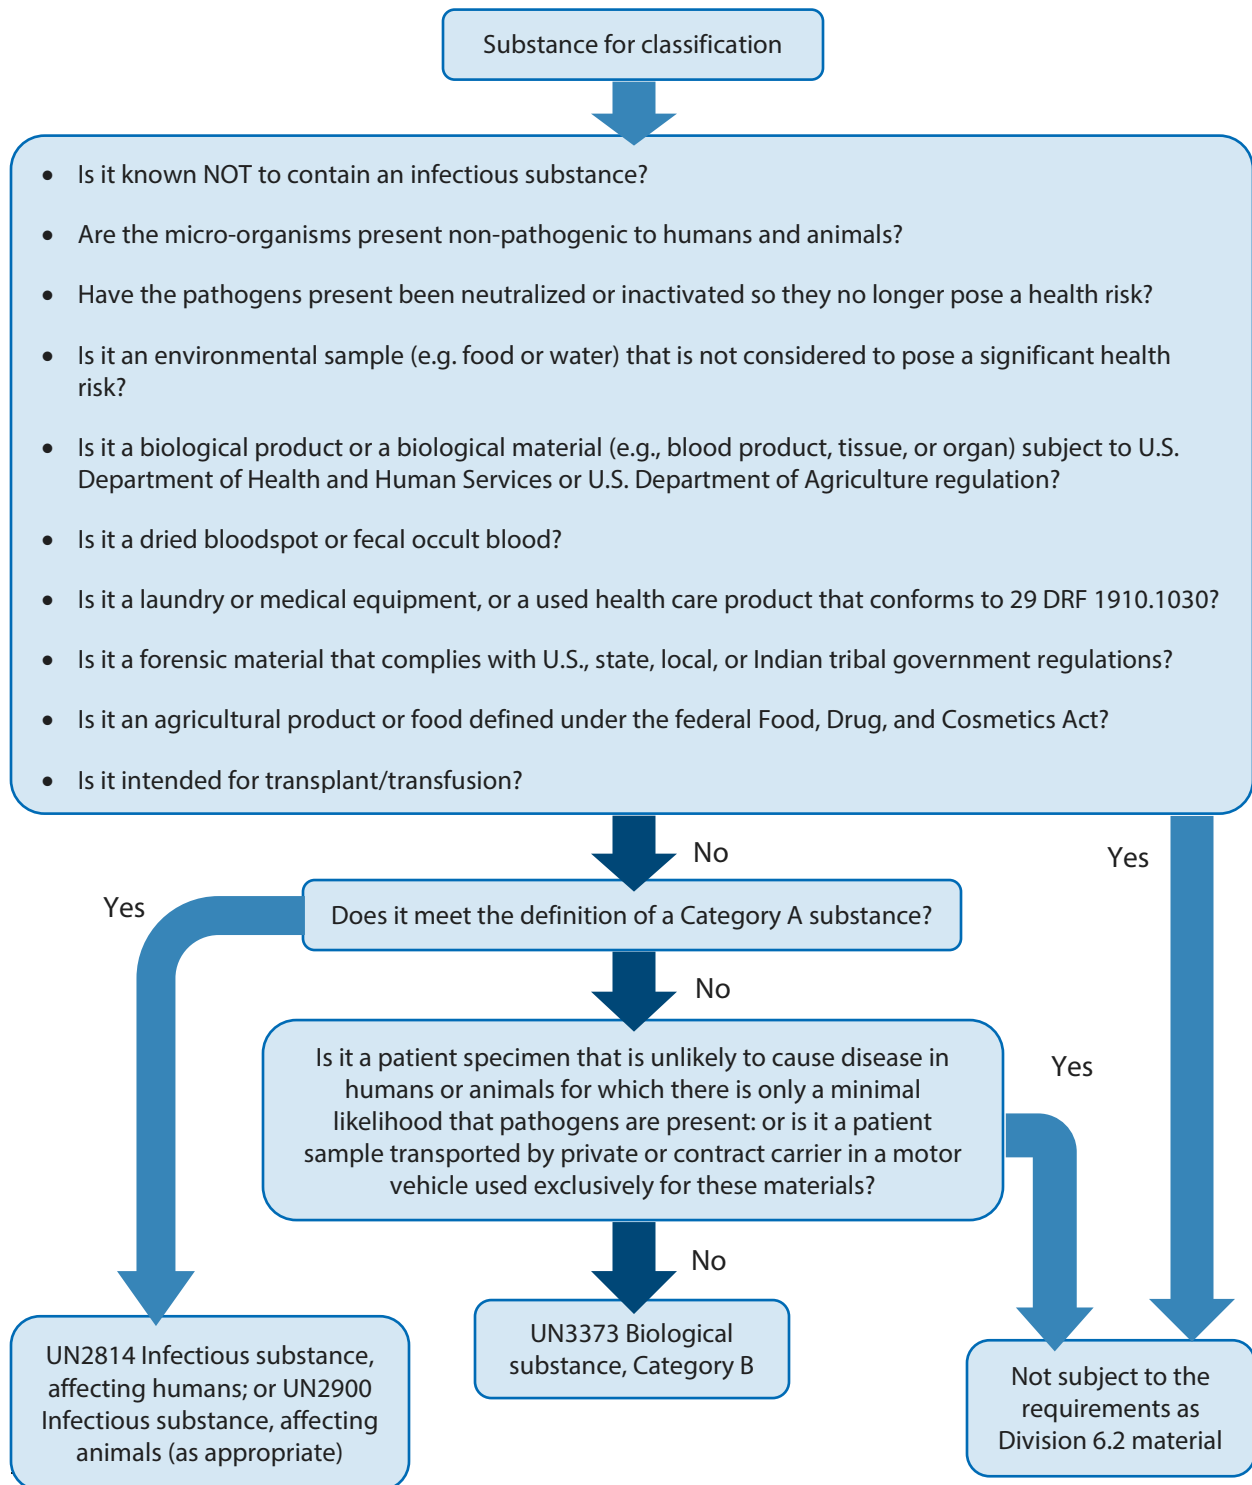 Substance for classification
• Is it known NOT to contain an infectious substance?
• Are the micro-organisms present non-pathogenic to humans and animals?
• Have the pathogens present been neutralized or inactivated so they no longer pose a health risk?
• Is it an environmental sample (e.g. food or water) that is not considered to pose a significant health
risk?
• Is it a biological product or a biological material (e.g., blood product, tissue, or organ) subject to U.S.
Department of Health and Human Services or U.S. Department of Agriculture regulation?
• Is it a dried bloodspot or fecal occult blood?
• Is it a laundry or medical equipment, or a used health care product that conforms to 29 DRF 1910.1030?
• Is it a forensic material that complies with U.S., state, local, or Indian tribal government regulations?
• Is it an agricultural product or food defined under the federal Food, Drug, and Cosmetics Act?
• Is it intended for transplant/transfusion?
No
Yes
Yes
Does it meet the definition of a Category A substance?
No
Is it a patient specimen that is unlikely to cause disease in
humans or animals for which there is only a minimal
likelihood that pathogens are present: or is it a patient
sample transported by private or contract carrier in a motor
vehicle used exclusively for these materials?
Yes
No
UN2814 Infectious substance,
affecting humans; or UN2900
Infectious substance, affecting
animals (as appropriate)
UN3373 Biological
substance, Category B
Not subject to the
requirements as
Division 6.2 material